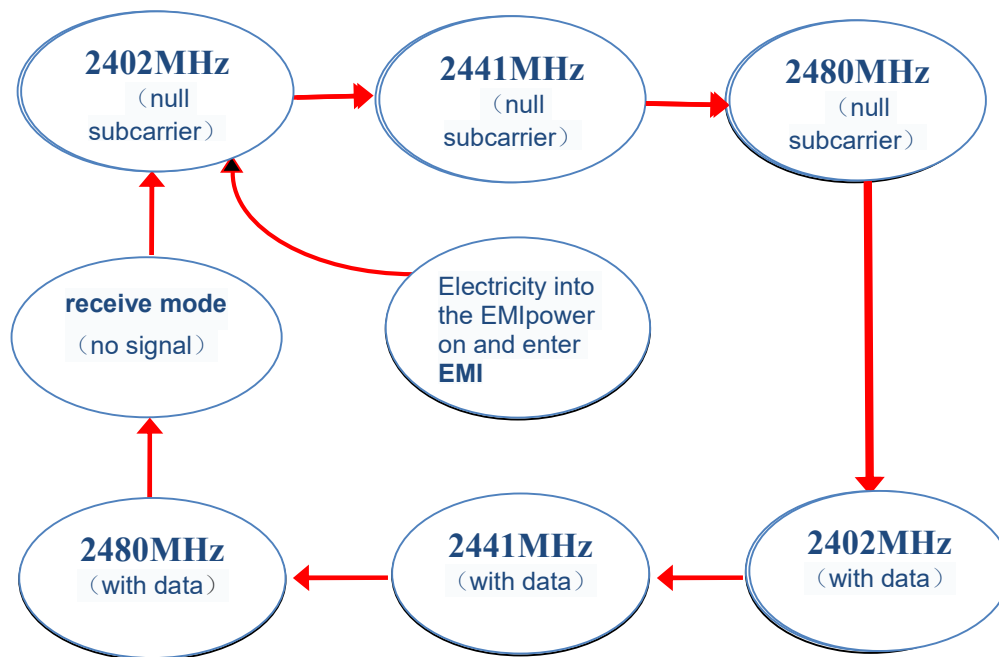 2402MHz
（null
subcarrier）
2441MHz
（null
subcarrier）
2480MHz
（null
subcarrier）
receive mode
（no signal）
Electricity into
the EMIpower
on and enter
EMI
2480MHz
（with data）
2441MHz
（with data）
2402MHz
（with data）